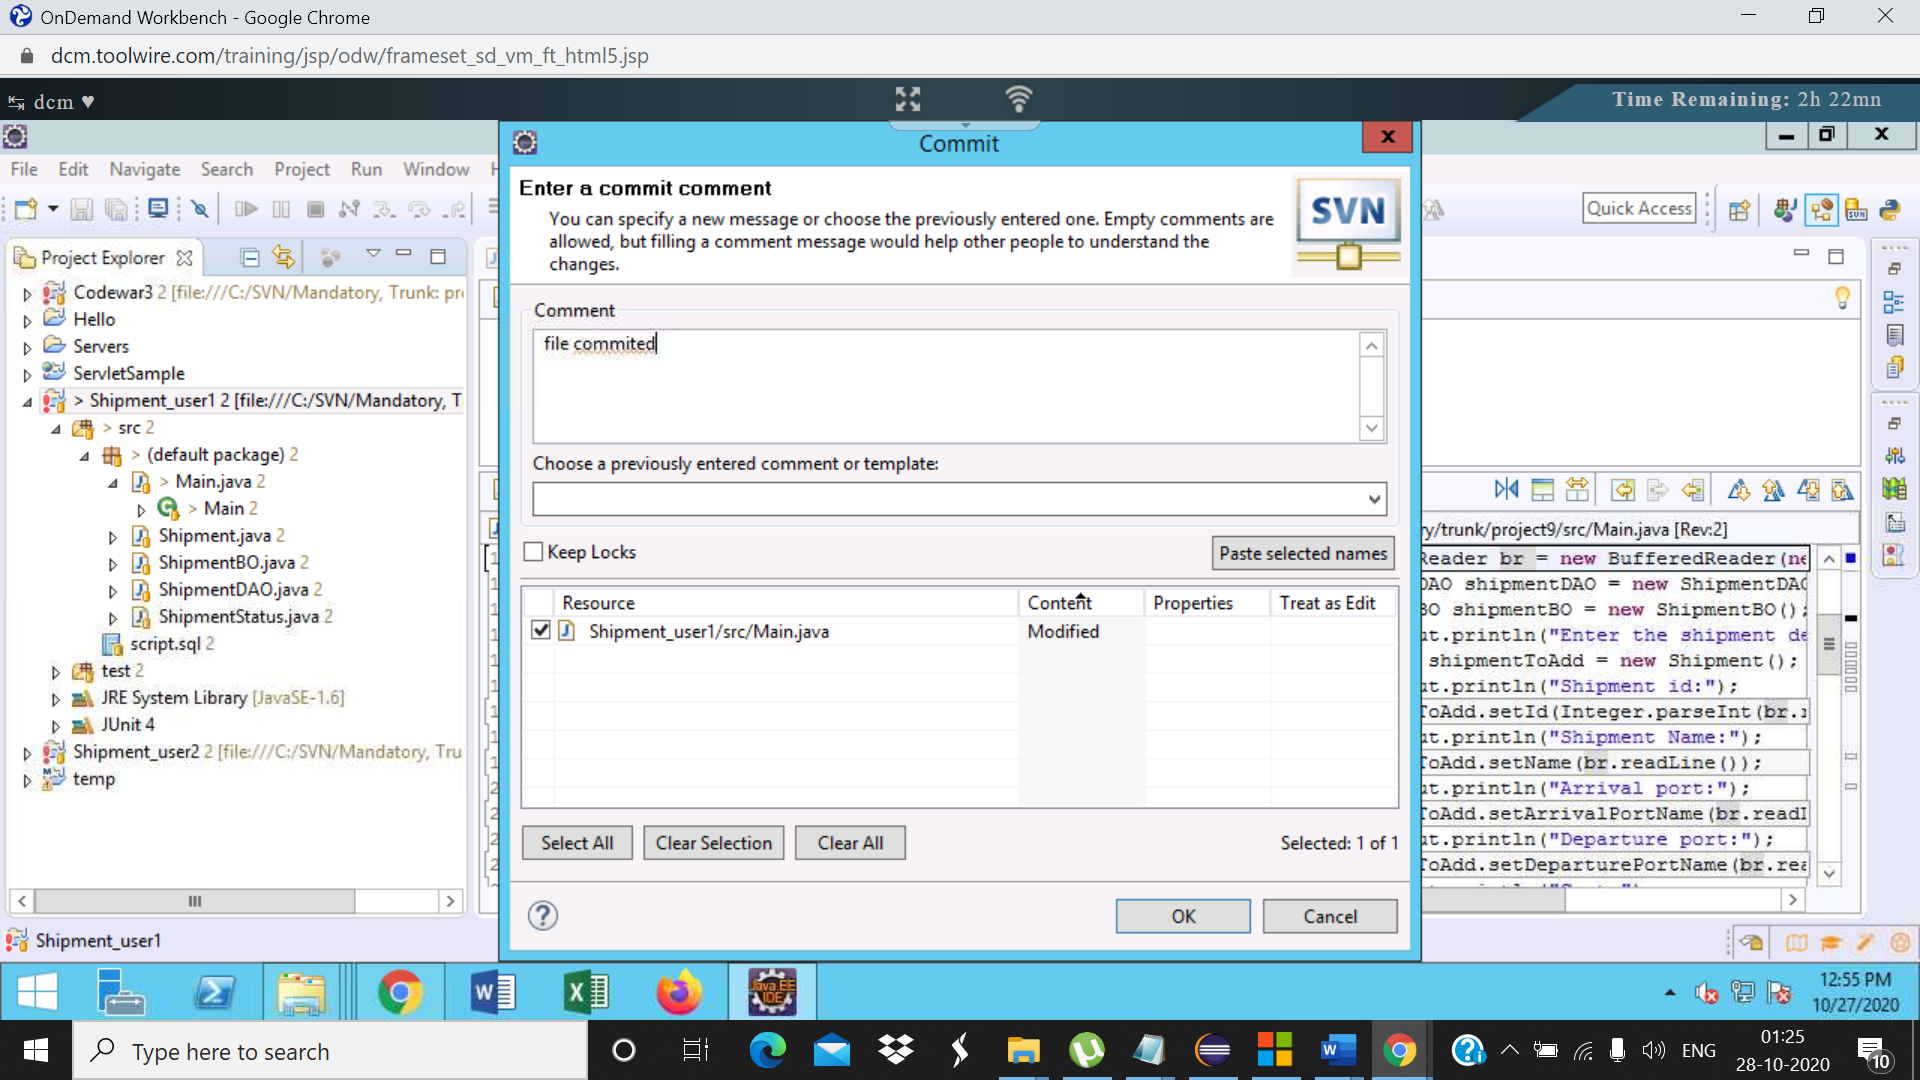 OnDemand Workbench - Google Chrome
dcm.toolwire.com/training/jsp/odw/frameset_sd_vm_ft_html5.jsp
dcm ♥
Time Remaining: 2h 22mn
Commit
File Edit Navigate Search Project Run Window
Quick Access
Enter a commit comment
You can specify a new message or choose the previously entered one. Empty comments are
allowed, but filling a comment message would help other people to understand the
changes.
SVN
Project Explorer
Codewar3 2 [file:///C:/SVN/Mandatory, Trunk: pr
Hello
Servers
ServletSample
> Shipment_user1 2 [file:///C:/SVN/Mandatory, T
> src 2
> (default package) 2
> Main.java 2
> Main 2
Shipment.java 2
ShipmentBO.java 2
ShipmentDAO.java 2
ShipmentStatus.java 2
script.sql 2
test 2
JRE System Library [JavaSE-1.6]
JUnit 4
Shipment_user2 2 [file:///C:/SVN/Mandatory, Tru
temp
Comment
file commited
Choose a previously entered comment or template:
Keep Locks
Paste selected names
Resource Content Properties Treat as Edit
Shipment_user1/src/Main.java Modified
Select All Clear Selection Clear All Selected: 1 of 1
OK Cancel
y/trunk/project9/src/Main.java [Rev:2]
Reader br = new BufferedReader(ne
DAO shipmentDAO = new ShipmentDAO
BO shipmentBO = new ShipmentBO();
ut.println("Enter the shipment de
shipmentToAdd = new Shipment();
ut.println("Shipment id:");
ToAdd.setId(Integer.parseInt(br.r
ut.println("Shipment Name:");
ToAdd.setName(br.readLine());
ut.println("Arrival port:");
ToAdd.setArrivalPortName(br.readL
ut.println("Departure port:");
ToAdd.setDeparturePortName(br.rea
Shipment_user1
Java EE
IDE
12:55 PM
10/27/2020
Type here to search
ENG
01:25
28-10-2020
10